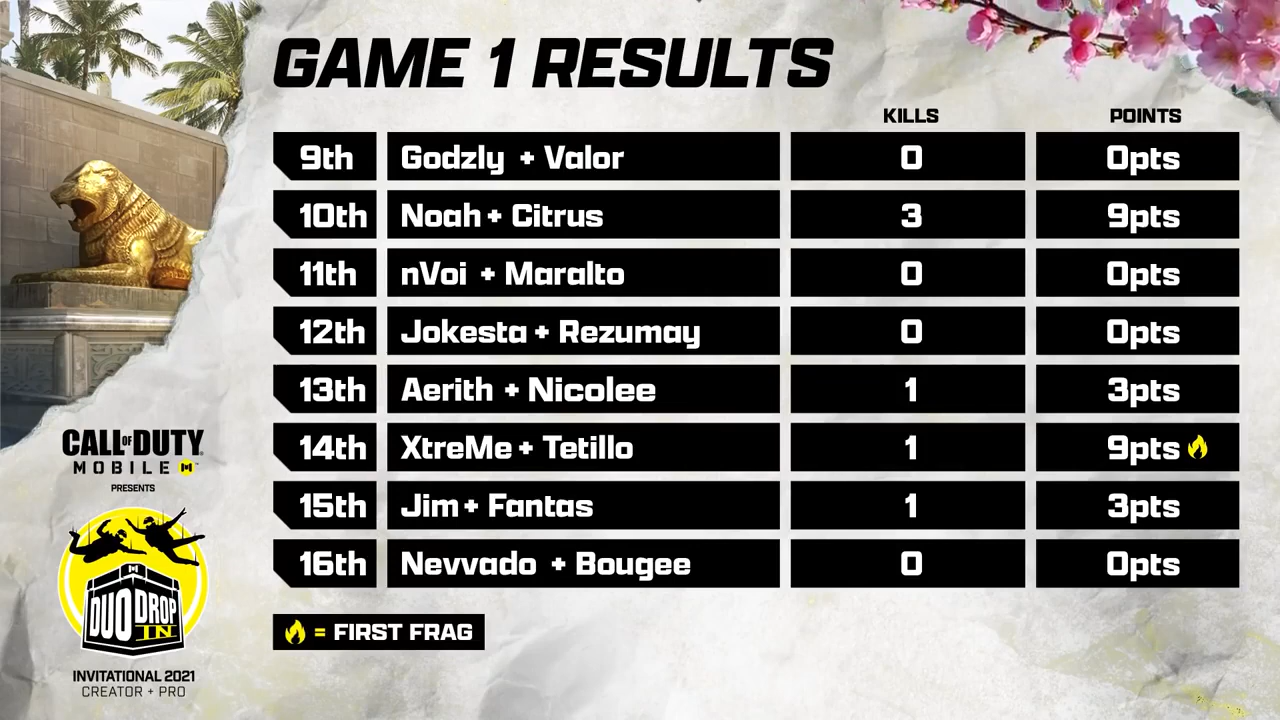 GAME 1 RESULTS
KILLS POINTS
9th Godzly + Valor 0 0pts
10th Noah + Citrus 3 9pts
11th nVoi + Maralto 0 0pts
12th Jokesta + Rezumay 0 0pts
13th Aerith + Nicolee 1 3pts
14th XtreMe + Tetillo 1 9pts
15th Jim + Fantas 1 3pts
16th Nevvado + Bougee 0 0pts
= FIRST FRAG
CALL OF DUTY
MOBILE
PRESENTS
DUO DROP
IN
INVITATIONAL 2021
CREATOR + PRO